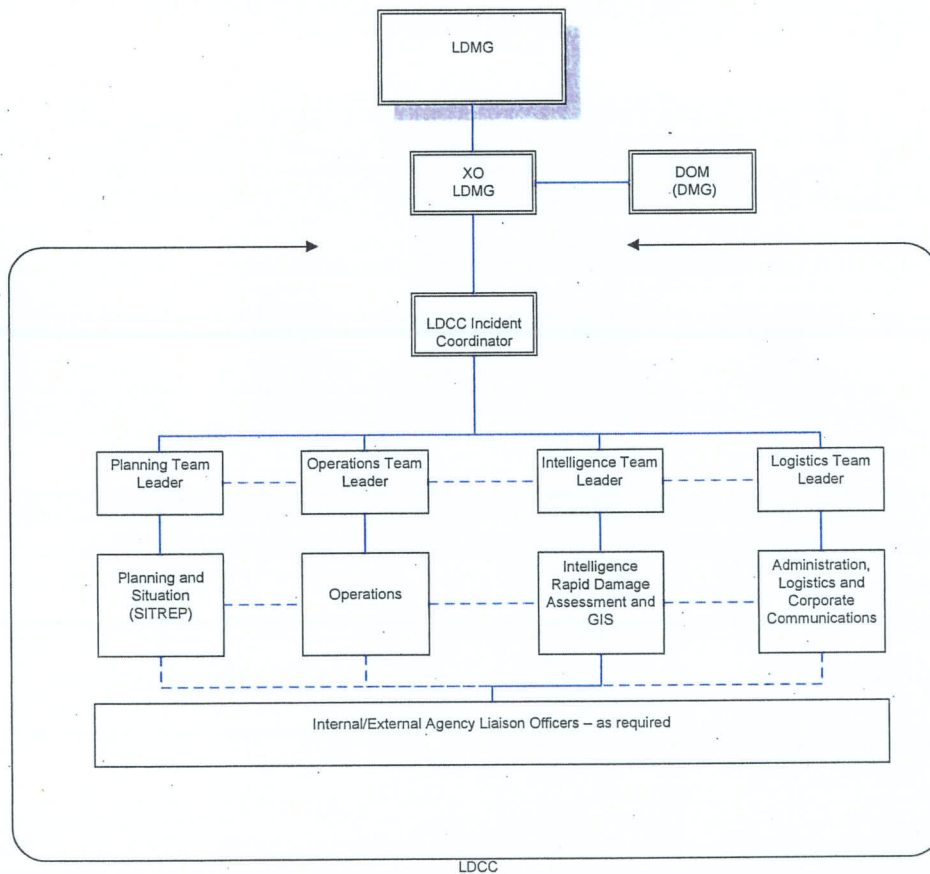 LDMG
XO
LDMG
DOM
(DMG)
LDCC Incident
Coordinator
Planning Team
Leader
Operations Team
Leader
Intelligence Team
Leader
Logistics Team
Leader
Planning and
Situation
(SITREP)
Operations
Intelligence
Rapid Damage
Assessment and
GIS
Administration,
Logistics and
Corporate
Communications
Internal/External Agency Liaison Officers – as required
LDCC